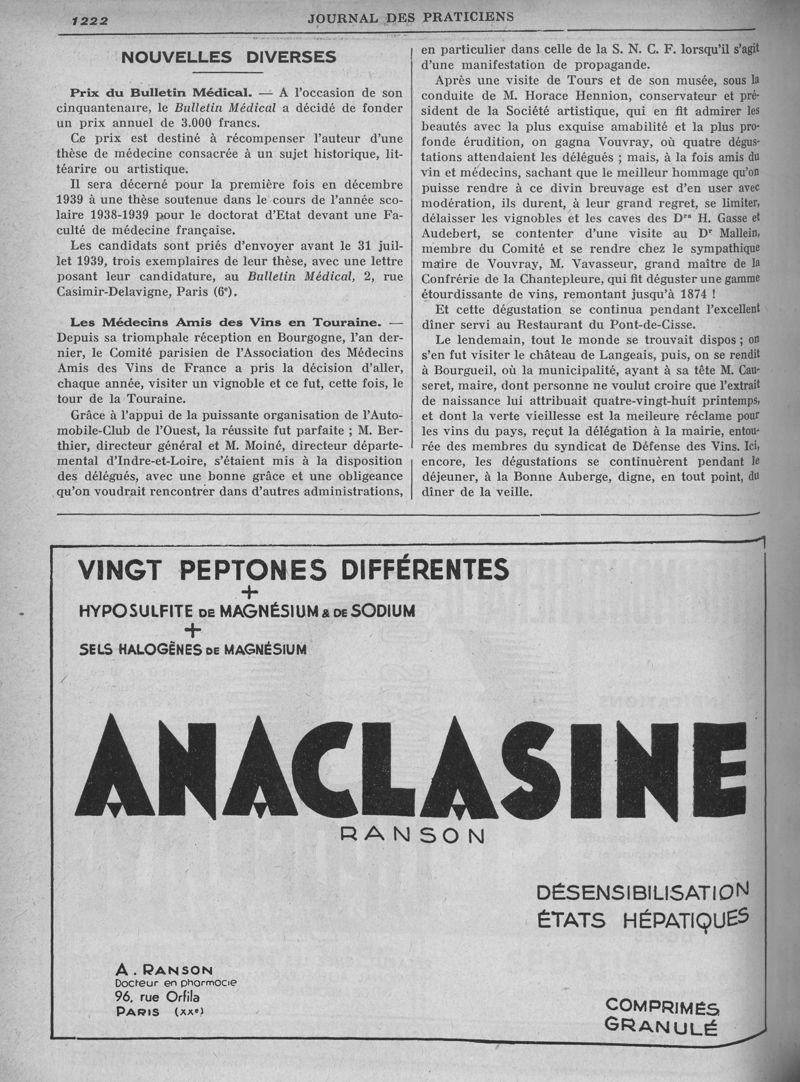 1222
JOURNAL DES PRATICIENS
NOUVELLES DIVERSES
Prix du Bulletin Médical. — A l'occasion de son
cinquantenaire, le Bulletin Médical a décidé de fonder
un prix annuel de 3.000 francs.
Ce prix est destiné à récompenser l'auteur d'une
thèse de médecine consacrée à un sujet historique, lit-
téarire ou artistique.
Il sera décerné pour la première fois en décembre
1939 à une thèse soutenue dans le cours de l'année sco-
laire 1938-1939 pour le doctorat d'Etat devant une Fa-
culté de médecine française.
Les candidats sont priés d'envoyer avant le 31 juil-
let 1939, trois exemplaires de leur thèse, avec une lettre
posant leur candidature, au Bulletin Médical, 2, rue
Casimir-Delavigne, Paris (6e).
Les Médecins Amis des Vins en Touraine. —
Depuis sa triomphale réception en Bourgogne, l'an der-
nier, le Comité parisien de l'Association des Médecins
Amis des Vins de France a pris la décision d'aller,
chaque année, visiter un vignoble et ce fut, cette fois, le
tour de la Touraine.
Grâce à l'appui de la puissante organisation de l'Auto-
mobile-Club de l'Ouest, la réussite fut parfaite ; M. Ber-
thier, directeur général et M. Moiné, directeur départe-
mental d'Indre-et-Loire, s'étaient mis à la disposition
des délégués, avec une bonne grâce et une obligeance
qu'on voudrait rencontrer dans d'autres administrations,
en particulier dans celle de la S. N. C. F. lorsqu'il s'agit
d'une manifestation de propagande.
Après une visite de Tours et de son musée, sous la
conduite de M. Horace Hennion, conservateur et pré-
sident de la Société artistique, qui en fit admirer les
beautés avec la plus exquise amabilité et la plus pro-
fonde érudition, on gagna Vouvray, où quatre dégus-
tations attendaient les délégués ; mais, à la fois amis du
vin et médecins, sachant que le meilleur hommage qu'on
puisse rendre à ce divin breuvage est d'en user avec
modération, ils durent, à leur grand regret, se limiter,
délaisser les vignobles et les caves des Drs H. Gasse et
Audebert, se contenter d'une visite au Dr Mallein,
membre du Comité et se rendre chez le sympathique
maire de Vouvray, M. Vavasseur, grand maître de la
Confrérie de la Chantepleure, qui fit déguster une gamme
étourdissante de vins, remontant jusqu'à 1874 !
Et cette dégustation se continua pendant l'excellent
dîner servi au Restaurant du Pont-de-Cisse.
Le lendemain, tout le monde se trouvait dispos ; on
s'en fut visiter le château de Langeais, puis, on se rendit
à Bourgueil, où la municipalité, ayant à sa tête M. Cau-
seret, maire, dont personne ne voulut croire que l'extrait
de naissance lui attribuait quatre-vingt-huit printemps,
et dont la verte vieillesse est la meileure réclame pour
les vins du pays, reçut la délégation à la mairie, entou-
rée des membres du syndicat de Défense des Vins. Ici,
encore, les dégustations se continuèrent pendant le
déjeuner, à la Bonne Auberge, digne, en tout point, du
dîner de la veille.
VINGT PEPTONES DIFFÉRENTES
+
HYPOSULFITE DE MAGNÉSIUM & DE SODIUM
+
SELS HALOGÈNES DE MAGNÉSIUM
ANACLASINE
RANSON
DÉSENSIBILISATION
ÉTATS HÉPATIQUES
A. RANSON
Docteur en pharmacie
96, rue Orfila
PARIS (XXe)
COMPRIMÉS
GRANULÉ